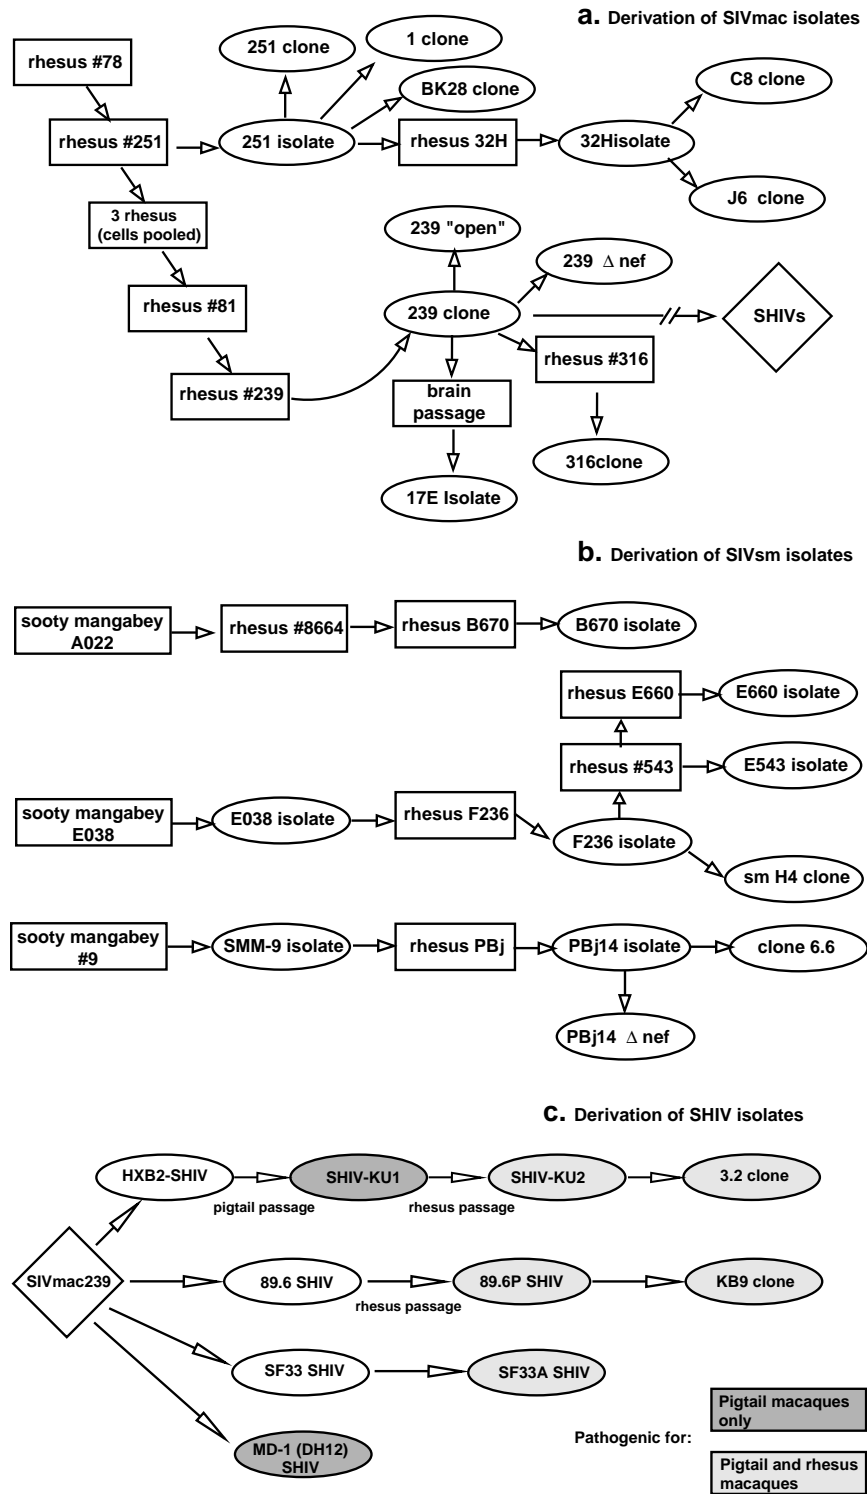 a. Derivation of SIVmac isolates
rhesus #78
251 clone
1 clone
BK28 clone
C8 clone
rhesus #251
251 isolate
rhesus 32H
32Hisolate
J6 clone
3 rhesus
(cells pooled)
239 "open"
239 Δ nef
rhesus #81
239 clone
SHIVs
rhesus #239
brain
passage
rhesus #316
316clone
17E Isolate
b. Derivation of SIVsm isolates
sooty mangabey
A022
rhesus #8664
rhesus B670
B670 isolate
rhesus E660
E660 isolate
rhesus #543
E543 isolate
sooty mangabey
E038
E038 isolate
rhesus F236
F236 isolate
sm H4 clone
sooty mangabey
#9
SMM-9 isolate
rhesus PBj
PBj14 isolate
clone 6.6
PBj14 Δ nef
c. Derivation of SHIV isolates
HXB2-SHIV
SHIV-KU1
SHIV-KU2
3.2 clone
pigtail passage
rhesus passage
SIVmac239
89.6 SHIV
89.6P SHIV
KB9 clone
rhesus passage
SF33 SHIV
SF33A SHIV
MD-1 (DH12)
SHIV
Pathogenic for:
Pigtail macaques
only
Pigtail and rhesus
macaques